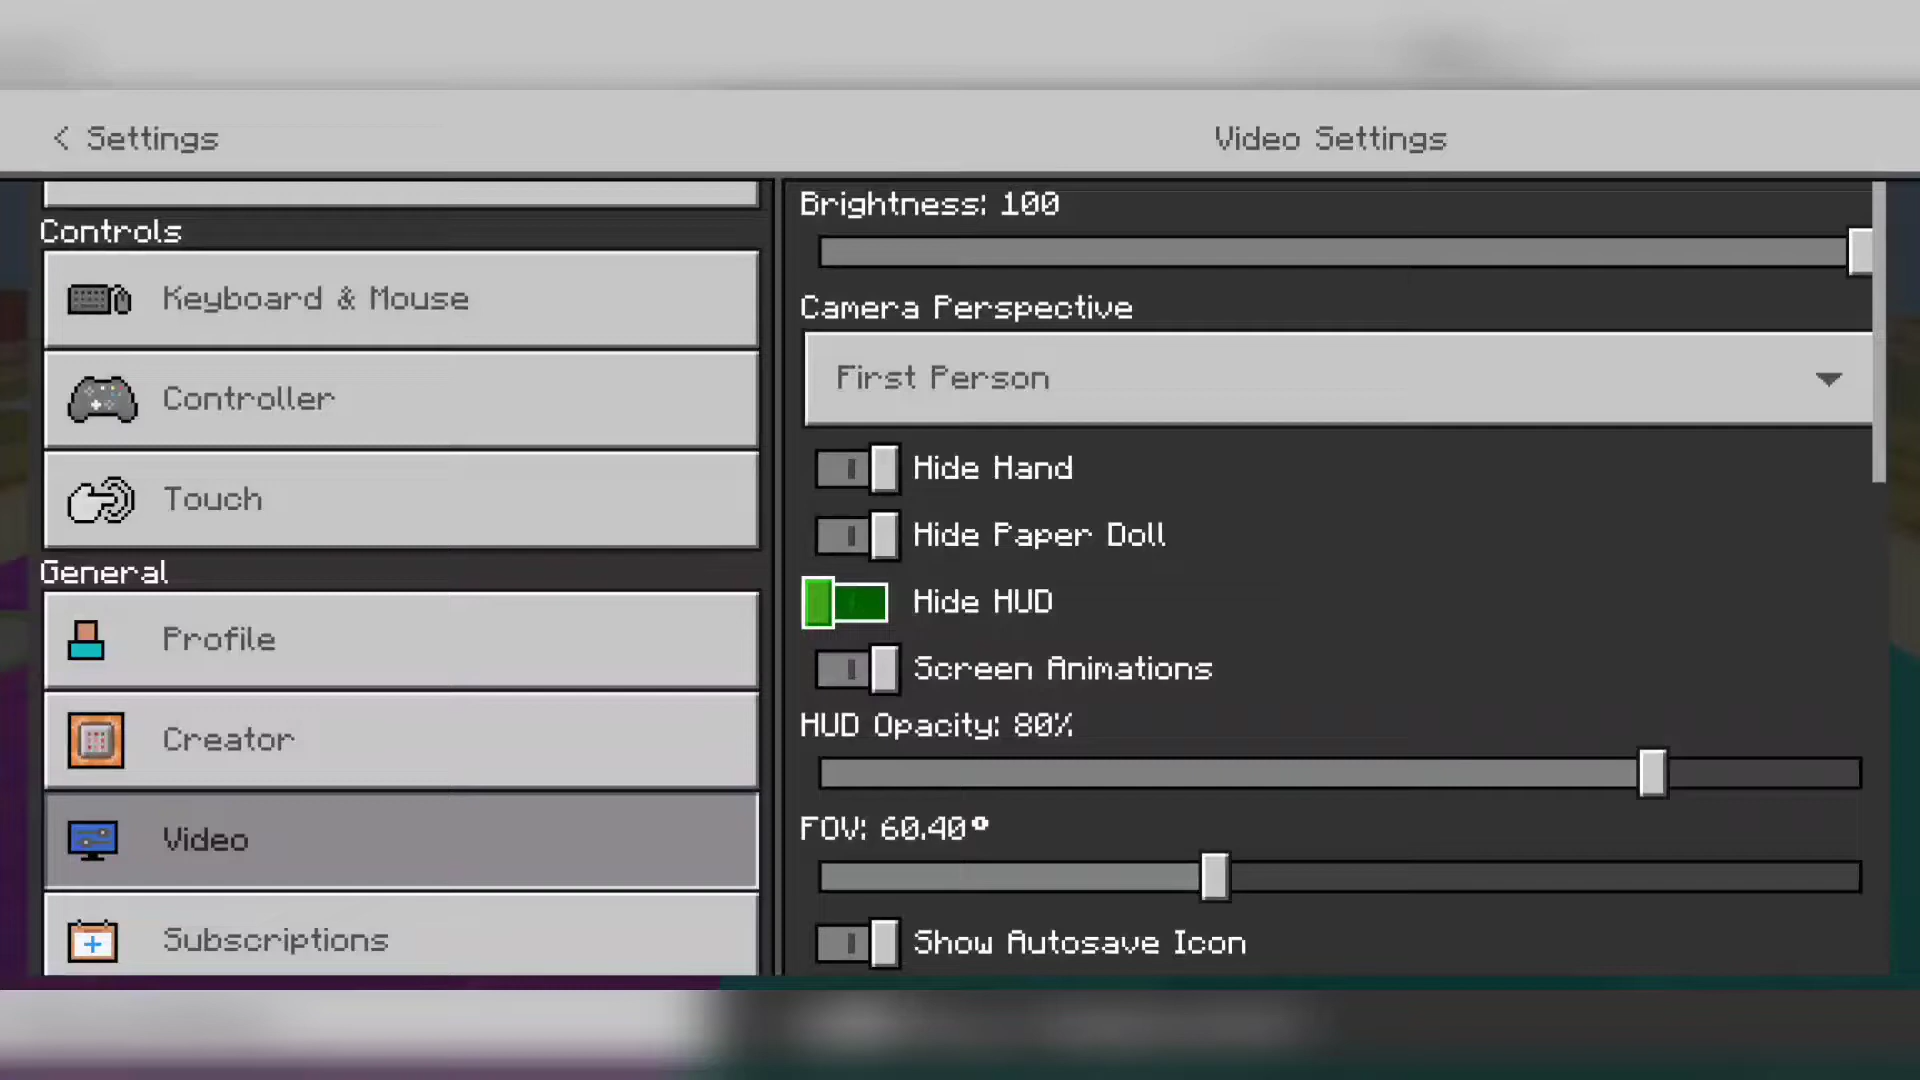 < Settings
Video Settings
Controls
Keyboard & Mouse
Controller
Touch
General
Profile
Creator
Video
Subscriptions
Brightness: 100
Camera Perspective
First Person
Hide Hand
Hide Paper Doll
Hide HUD
Screen Animations
HUD Opacity: 80%
FOV: 60.40°
Show Autosave Icon